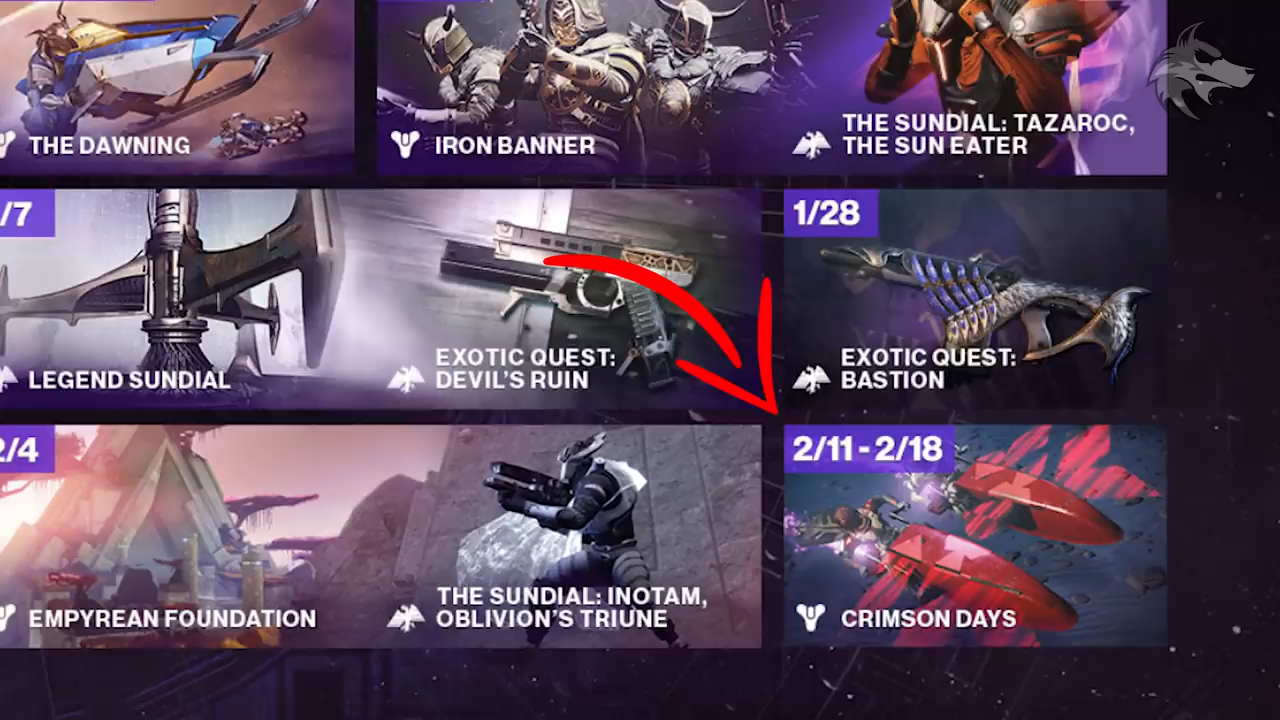 THE DAWNING
IRON BANNER
THE SUNDIAL: TAZAROC,
THE SUN EATER
/7
1/28
LEGEND SUNDIAL
EXOTIC QUEST:
DEVIL'S RUIN
EXOTIC QUEST:
BASTION
2/4
2/11 - 2/18
EMPYREAN FOUNDATION
THE SUNDIAL: INOTAM,
OBLIVION'S TRIUNE
CRIMSON DAYS